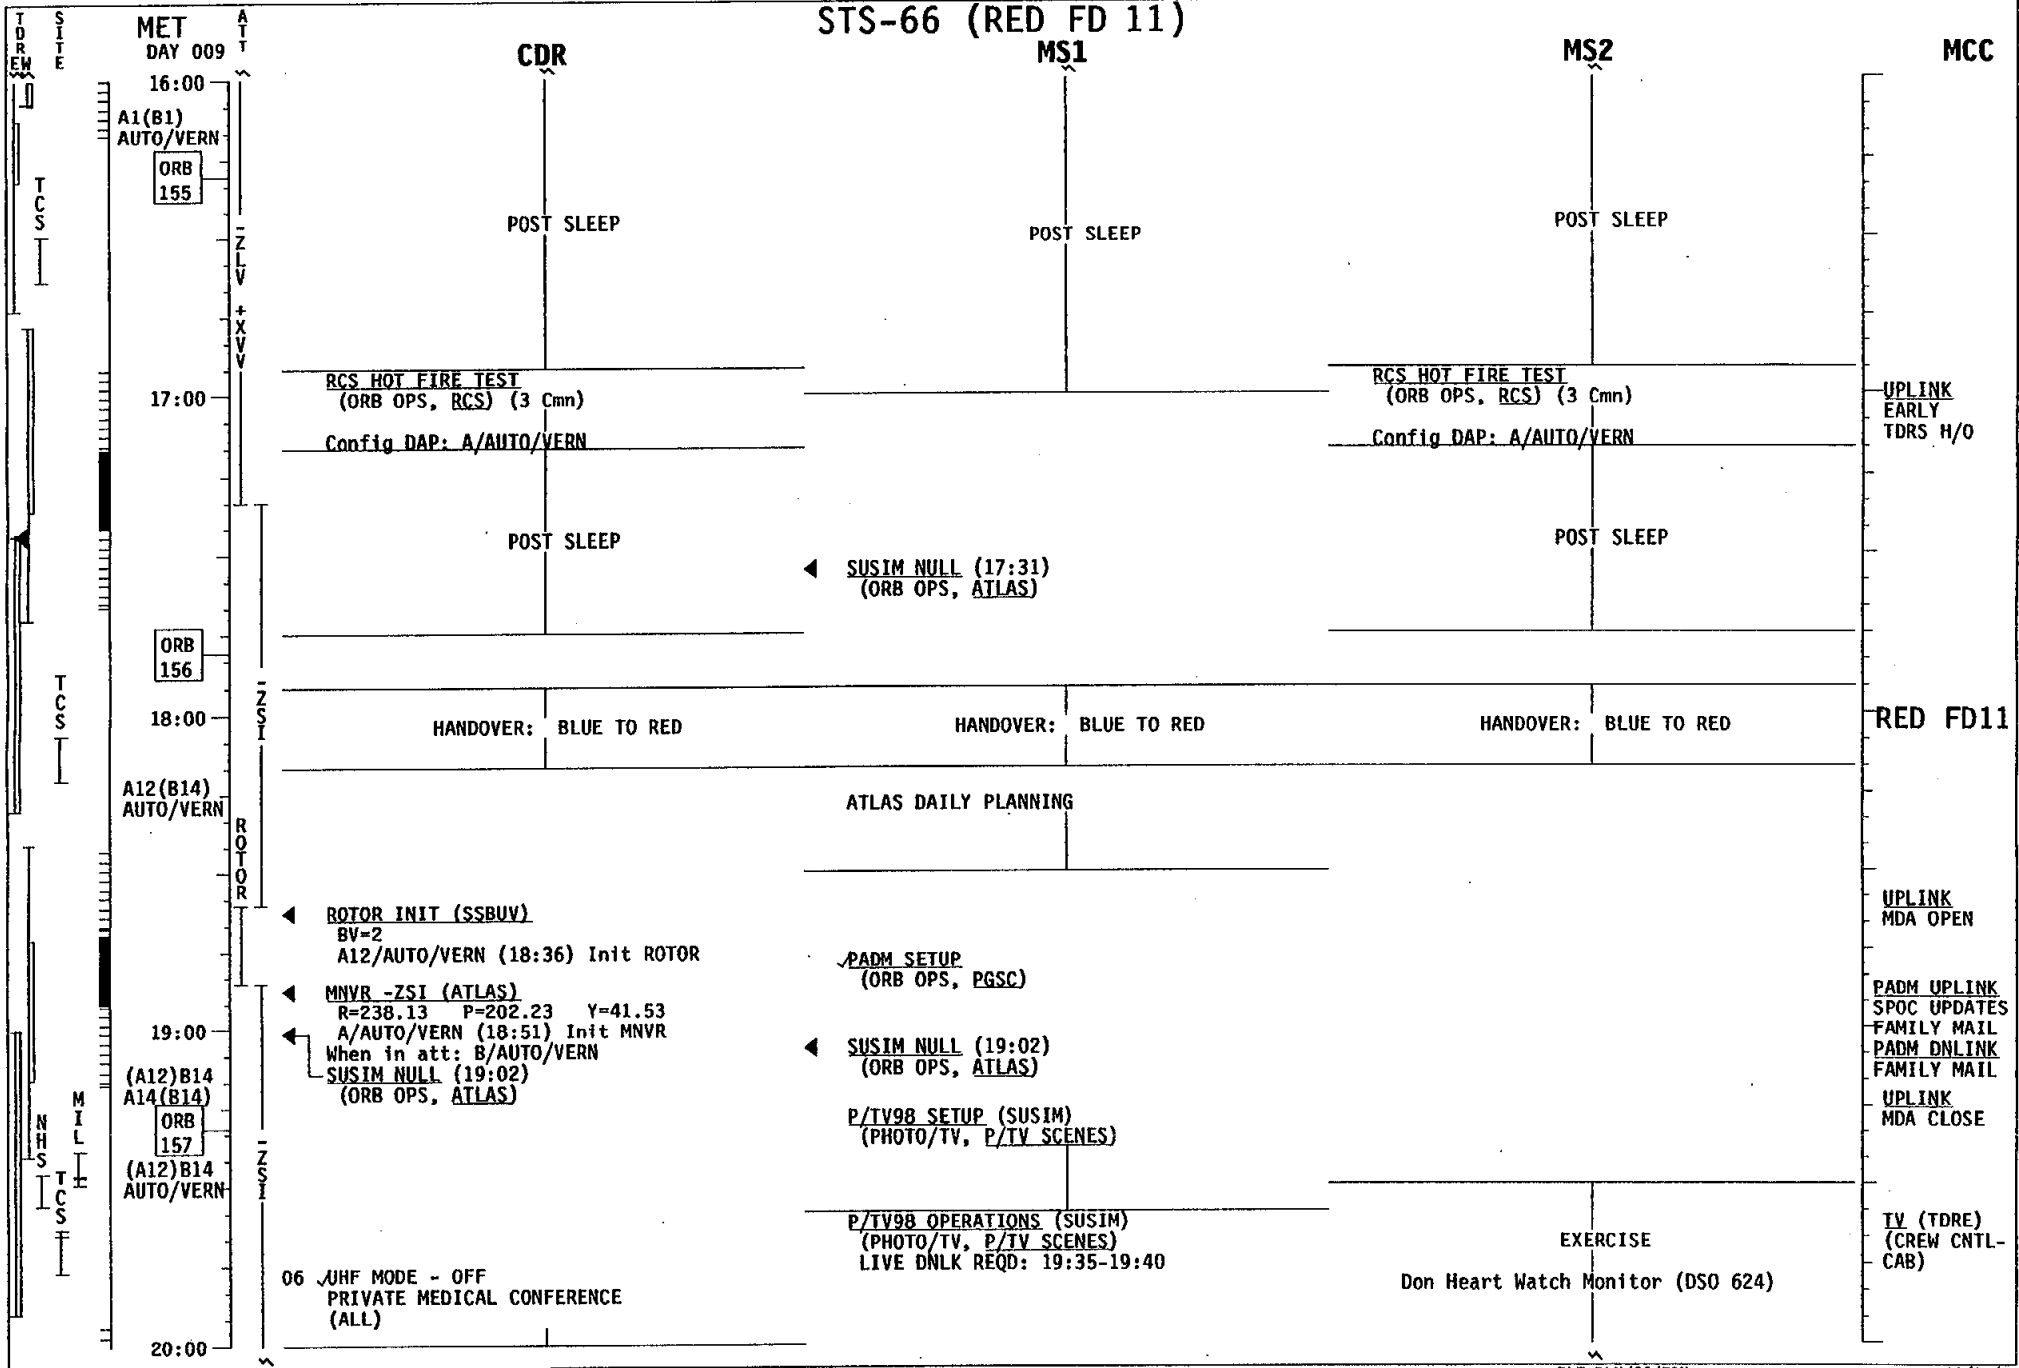 STS-66 (RED FD 11)
TDRE W
SITE
MET
DAY 009
ATT
CDR
MS1
MS2
MCC
16:00
A1(B1)
AUTO/VERN
ORB
155
TCS
-ZLV +XVV
POST SLEEP
POST SLEEP
POST SLEEP
RCS HOT FIRE TEST
(ORB OPS, RCS) (3 Cmn)
Config DAP: A/AUTO/VERN
RCS HOT FIRE TEST
(ORB OPS, RCS) (3 Cmn)
Config DAP: A/AUTO/VERN
17:00
UPLINK
EARLY
TDRS H/O
POST SLEEP
POST SLEEP
SUSIM NULL (17:31)
(ORB OPS, ATLAS)
ORB
156
TCS
-ZSI
18:00
HANDOVER: BLUE TO RED
HANDOVER: BLUE TO RED
HANDOVER: BLUE TO RED
RED FD11
A12(B14)
AUTO/VERN
ATLAS DAILY PLANNING
ROTOR
ROTOR INIT (SSBUV)
BV=2
A12/AUTO/VERN (18:36) Init ROTOR
UPLINK
MDA OPEN
✓PADM SETUP
(ORB OPS, PGSC)
MNVR -ZSI (ATLAS)
R=238.13 P=202.23 Y=41.53
A/AUTO/VERN (18:51) Init MNVR
When in att: B/AUTO/VERN
SUSIM NULL (19:02)
(ORB OPS, ATLAS)
19:00
SUSIM NULL (19:02)
(ORB OPS, ATLAS)
PADM UPLINK
SPOC UPDATES
FAMILY MAIL
PADM DNLINK
FAMILY MAIL
UPLINK
MDA CLOSE
(A12)B14
A14(B14)
ORB
157
(A12)B14
AUTO/VERN
NHS
MIL
TCS
-ZSI
P/TV98 SETUP (SUSIM)
(PHOTO/TV, P/TV SCENES)
P/TV98 OPERATIONS (SUSIM)
(PHOTO/TV, P/TV SCENES)
LIVE DNLK REQD: 19:35-19:40
EXERCISE
Don Heart Watch Monitor (DSO 624)
TV (TDRE)
(CREW CNTL-
CAB)
06 ✓UHF MODE - OFF
PRIVATE MEDICAL CONFERENCE
(ALL)
20:00